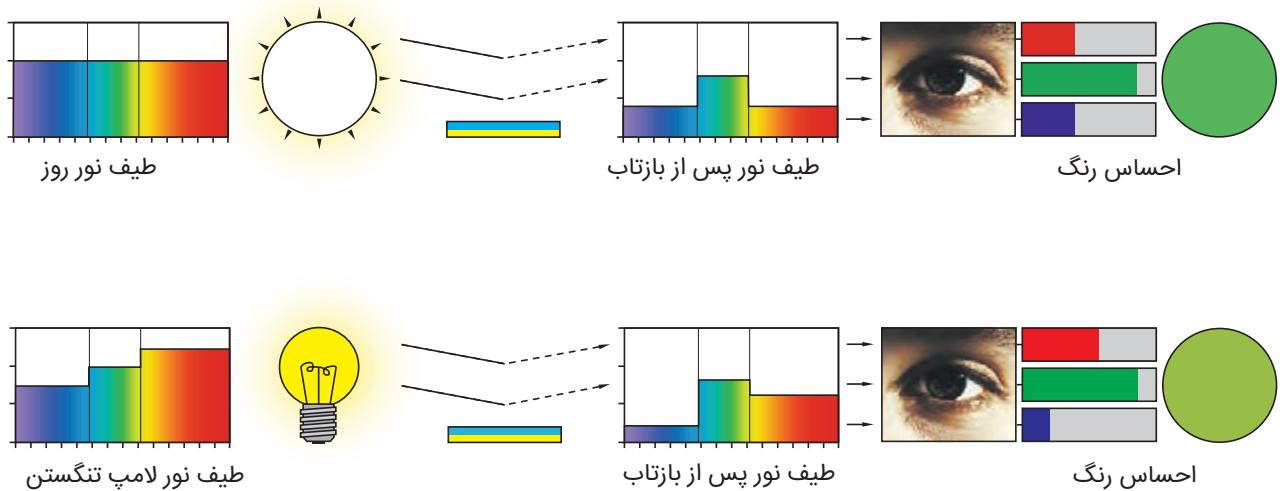 طیف نور روز
طیف نور پس از بازتاب
احساس رنگ
طیف نور لامپ تنگستن
طیف نور پس از بازتاب
احساس رنگ